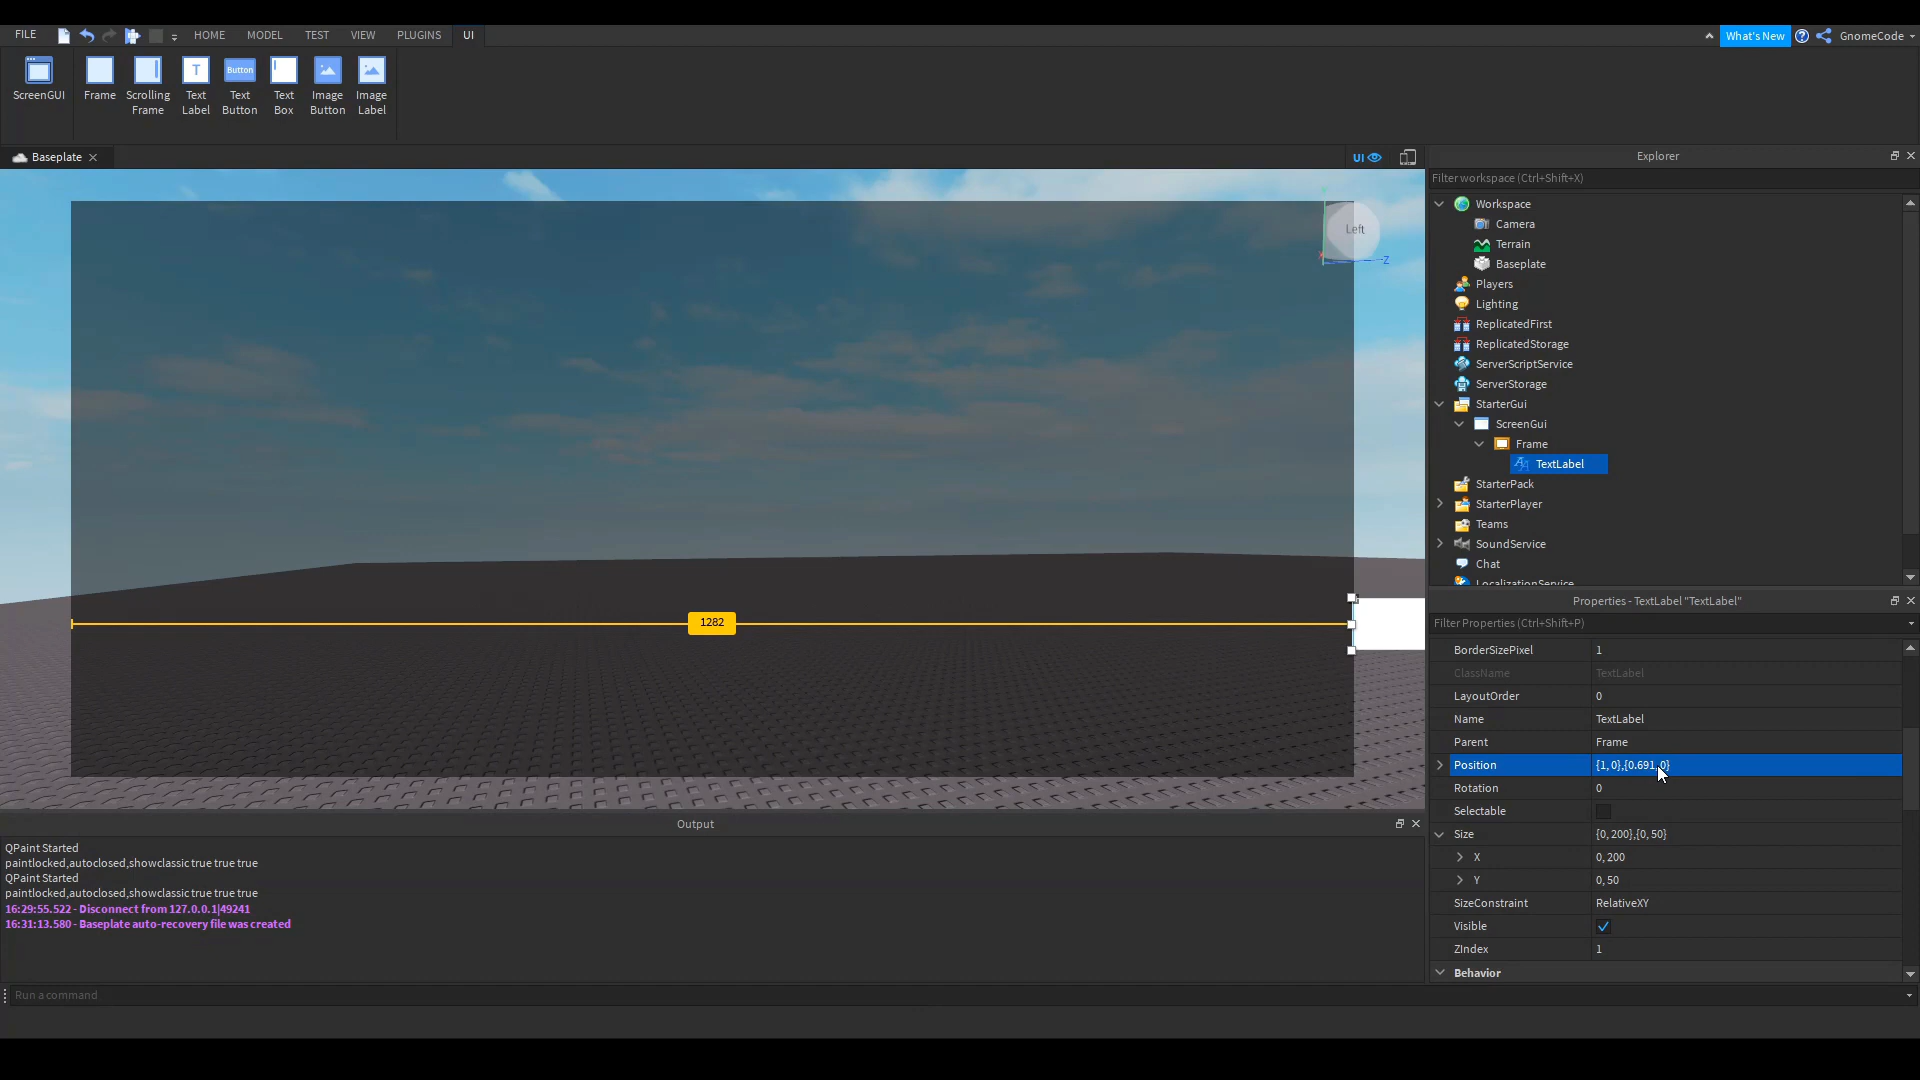 FILE
HOME
MODEL
TEST
VIEW
PLUGINS
UI
What's New
GnomeCode
ScreenGUI
Frame
Scrolling
Frame
T
Text
Label
Button
Text
Button
Text
Box
Image
Button
Image
Label
Baseplate
UI
Left
Z
1282
Explorer
Filter workspace (Ctrl+Shift+X)
Workspace
Camera
Terrain
Baseplate
Players
Lighting
ReplicatedFirst
ReplicatedStorage
ServerScriptService
ServerStorage
StarterGui
ScreenGui
Frame
TextLabel
StarterPack
StarterPlayer
Teams
SoundService
Chat
LocalizationService
Properties - TextLabel "TextLabel"
Filter Properties (Ctrl+Shift+P)
BorderSizePixel 1
ClassName TextLabel
LayoutOrder 0
Name TextLabel
Parent Frame
Position {1, 0},{0.691, 0}
Rotation 0
Selectable
Size {0, 200},{0, 50}
X 0, 200
Y 0, 50
SizeConstraint RelativeXY
Visible
ZIndex 1
Behavior
Output
QPaint Started
paintlocked,autoclosed,showclassic true true true
QPaint Started
paintlocked,autoclosed,showclassic true true true
16:29:55.522 - Disconnect from 127.0.0.1|49241
16:31:13.580 - Baseplate auto-recovery file was created
Run a command